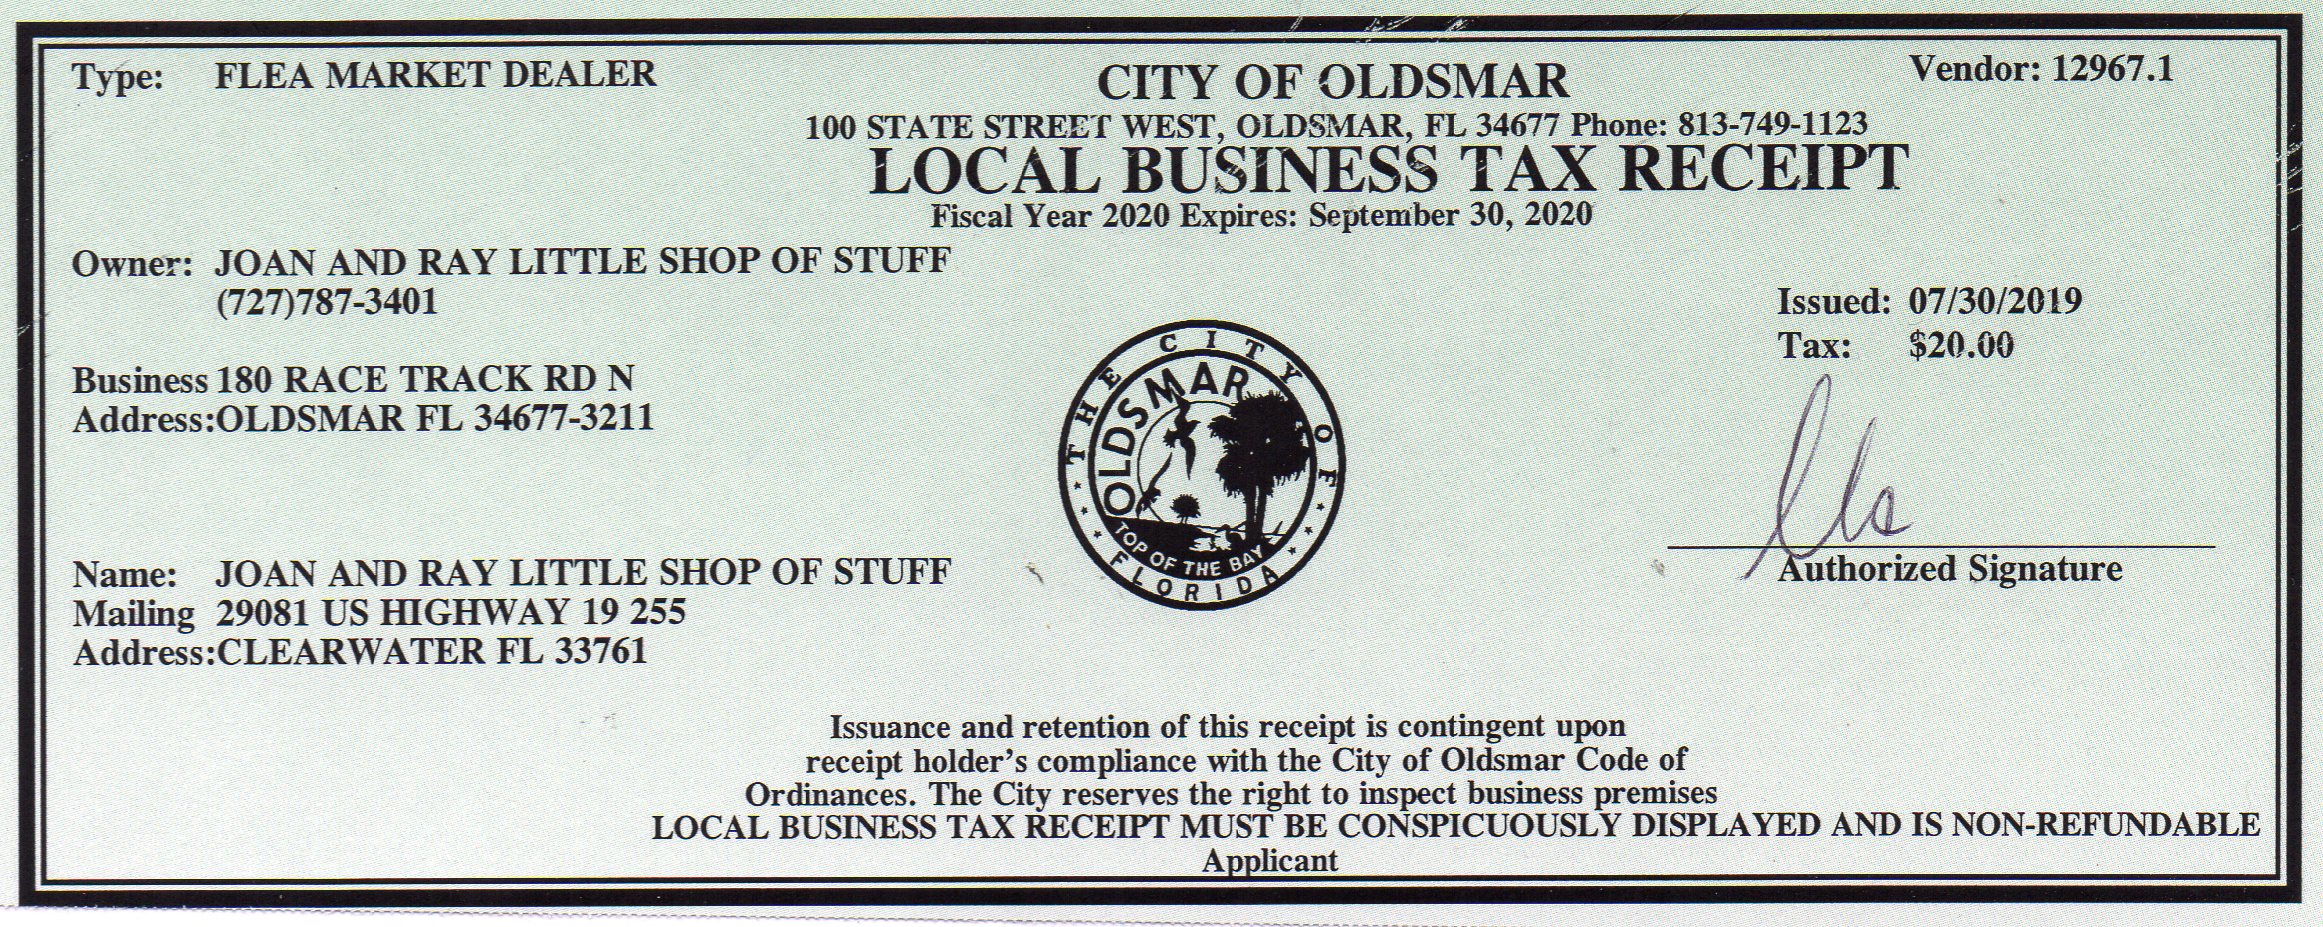 Type: FLEA MARKET DEALER
CITY OF OLDSMAR
Vendor: 12967.1
100 STATE STREET WEST, OLDSMAR, FL 34677 Phone: 813-749-1123
LOCAL BUSINESS TAX RECEIPT
Fiscal Year 2020 Expires: September 30, 2020
Owner: JOAN AND RAY LITTLE SHOP OF STUFF
(727)787-3401
Issued: 07/30/2019
Tax: $20.00
Business 180 RACE TRACK RD N
Address:OLDSMAR FL 34677-3211
THE CITY OF
OLDSMAR
TOP OF THE BAY
FLORIDA
Authorized Signature
Name: JOAN AND RAY LITTLE SHOP OF STUFF
Mailing 29081 US HIGHWAY 19 255
Address:CLEARWATER FL 33761
Issuance and retention of this receipt is contingent upon
receipt holder's compliance with the City of Oldsmar Code of
Ordinances. The City reserves the right to inspect business premises
LOCAL BUSINESS TAX RECEIPT MUST BE CONSPICUOUSLY DISPLAYED AND IS NON-REFUNDABLE
Applicant